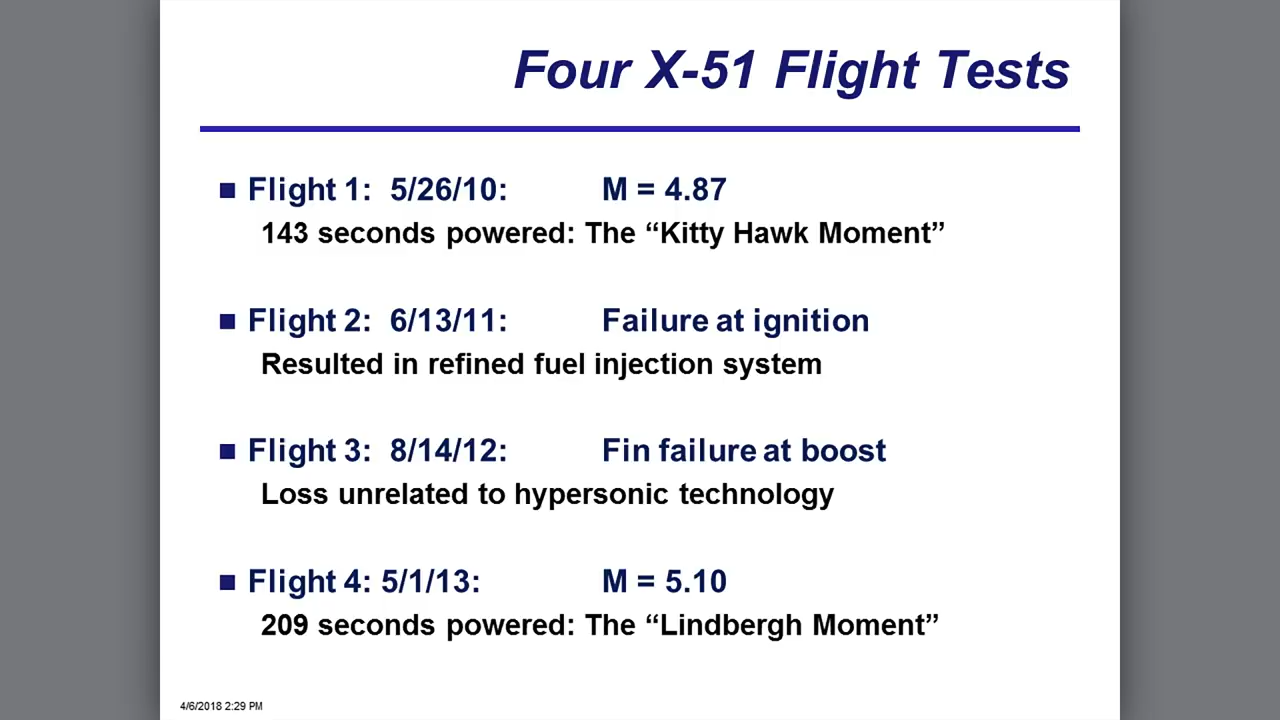 Four X-51 Flight Tests
Flight 1: 5/26/10: M = 4.87
143 seconds powered: The “Kitty Hawk Moment”
Flight 2: 6/13/11: Failure at ignition
Resulted in refined fuel injection system
Flight 3: 8/14/12: Fin failure at boost
Loss unrelated to hypersonic technology
Flight 4: 5/1/13: M = 5.10
209 seconds powered: The “Lindbergh Moment”
4/6/2018 2:29 PM